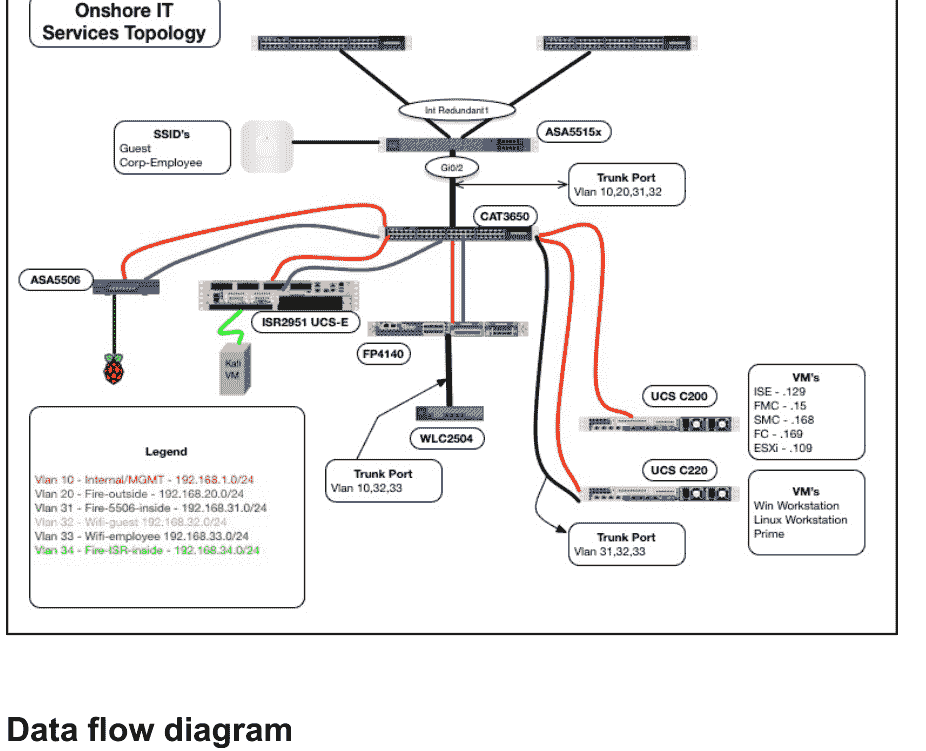 Onshore IT
Services Topology
Int Redundant1
ASA5515x
SSID's
Guest
Corp-Employee
Gi0/2
Trunk Port
Vlan 10,20,31,32
CAT3650
ASA5506
ISR2951 UCS-E
FP4140
Kali
VM
WLC2504
Trunk Port
Vlan 10,32,33
UCS C200
VM's
ISE - .129
FMC - .15
SMC - .168
FC - .169
ESXi - .109
UCS C220
VM's
Win Workstation
Linux Workstation
Prime
Trunk Port
Vlan 31,32,33
Legend
Vlan 10 - Internal/MGMT - 192.168.1.0/24
Vlan 20 - Fire-outside - 192.168.20.0/24
Vlan 31 - Fire-5506-inside - 192.168.31.0/24
Vlan 32 - Wifi-guest 192.168.32.0/24
Vlan 33 - Wifi-employee 192.168.33.0/24
Vlan 34 - Fire-ISR-inside - 192.168.34.0/24
Data flow diagram